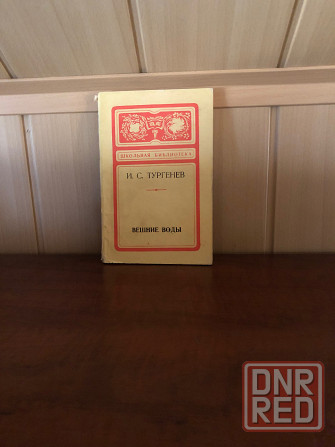 ШКОЛЬНАЯ БИБЛИОТЕКА
И. С. ТУРГЕНЕВ
ВЕШНИЕ ВОДЫ
DNR
RED